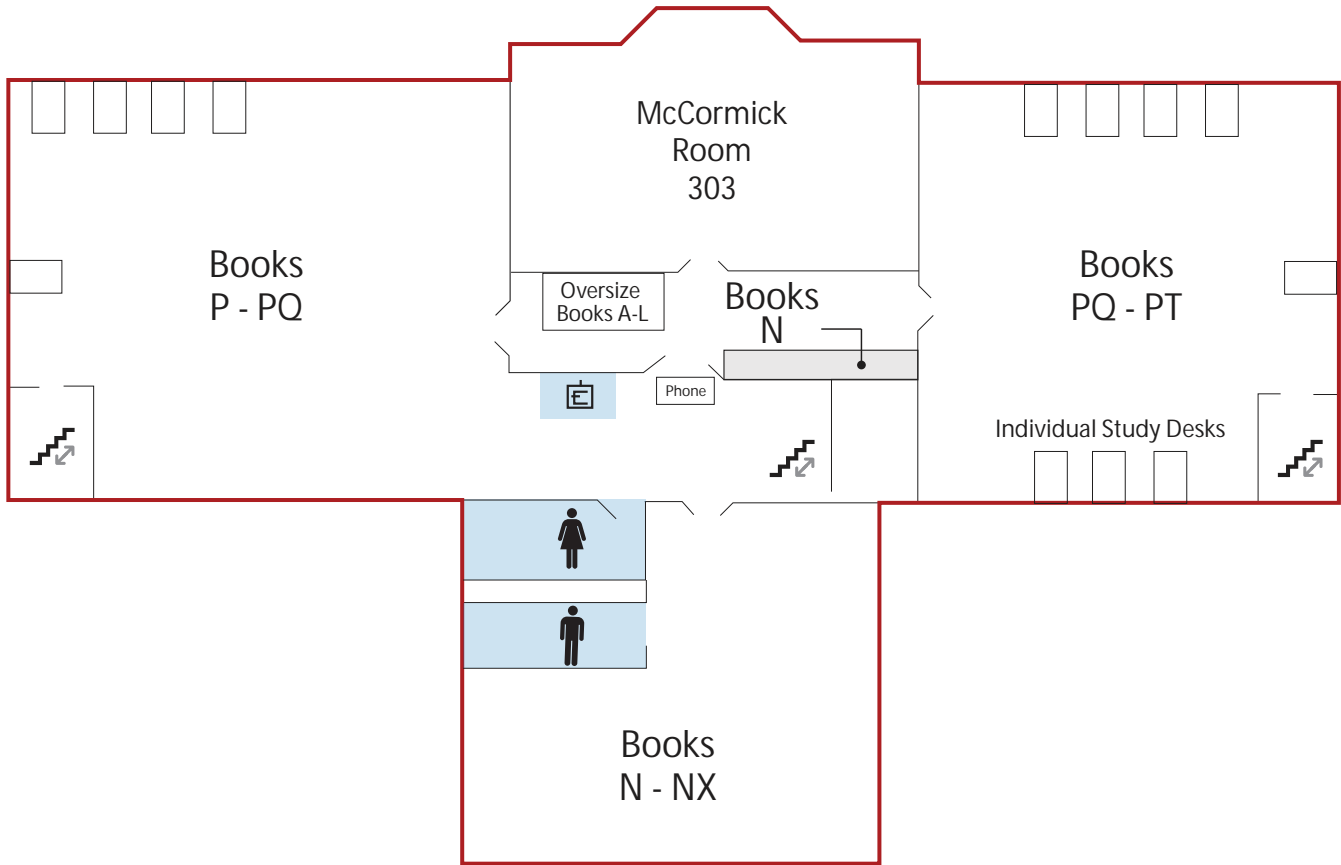 McCormick
Room
303
Books
P - PQ
Oversize
Books A-L
Books
N
Books
PQ - PT
E
Phone
Individual Study Desks
Books
N - NX